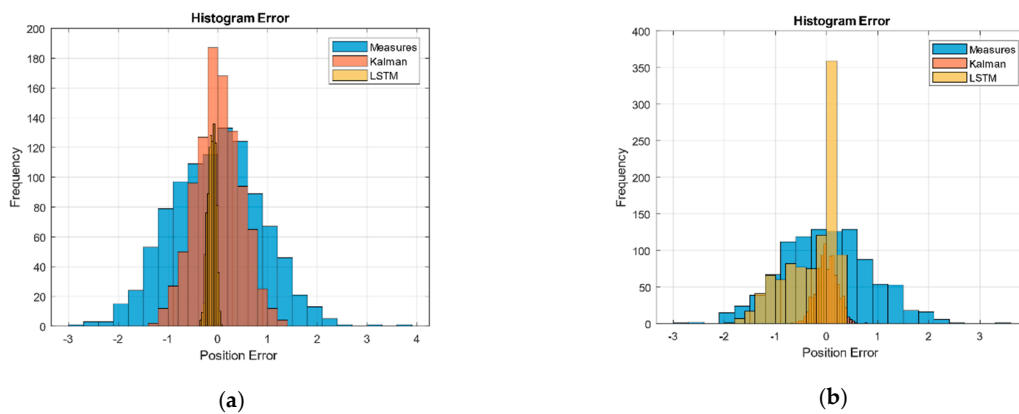 Histogram Error
Measures
Kalman
LSTM
200
180
160
140
120
100
80
60
40
20
0
Frequency
-3
-2
-1
0
1
2
3
4
Position Error
(a)
Histogram Error
Measures
Kalman
LSTM
400
350
300
250
200
150
100
50
0
Frequency
-3
-2
-1
0
1
2
3
Position Error
(b)